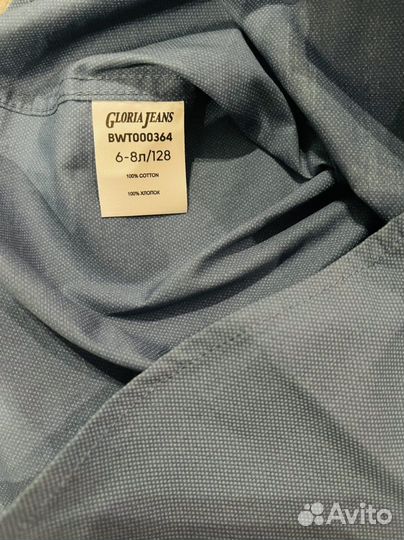 GLORIA JEANS
BWT000364
6-8л/128
100% COTTON
100% ХЛОПОК
Avito